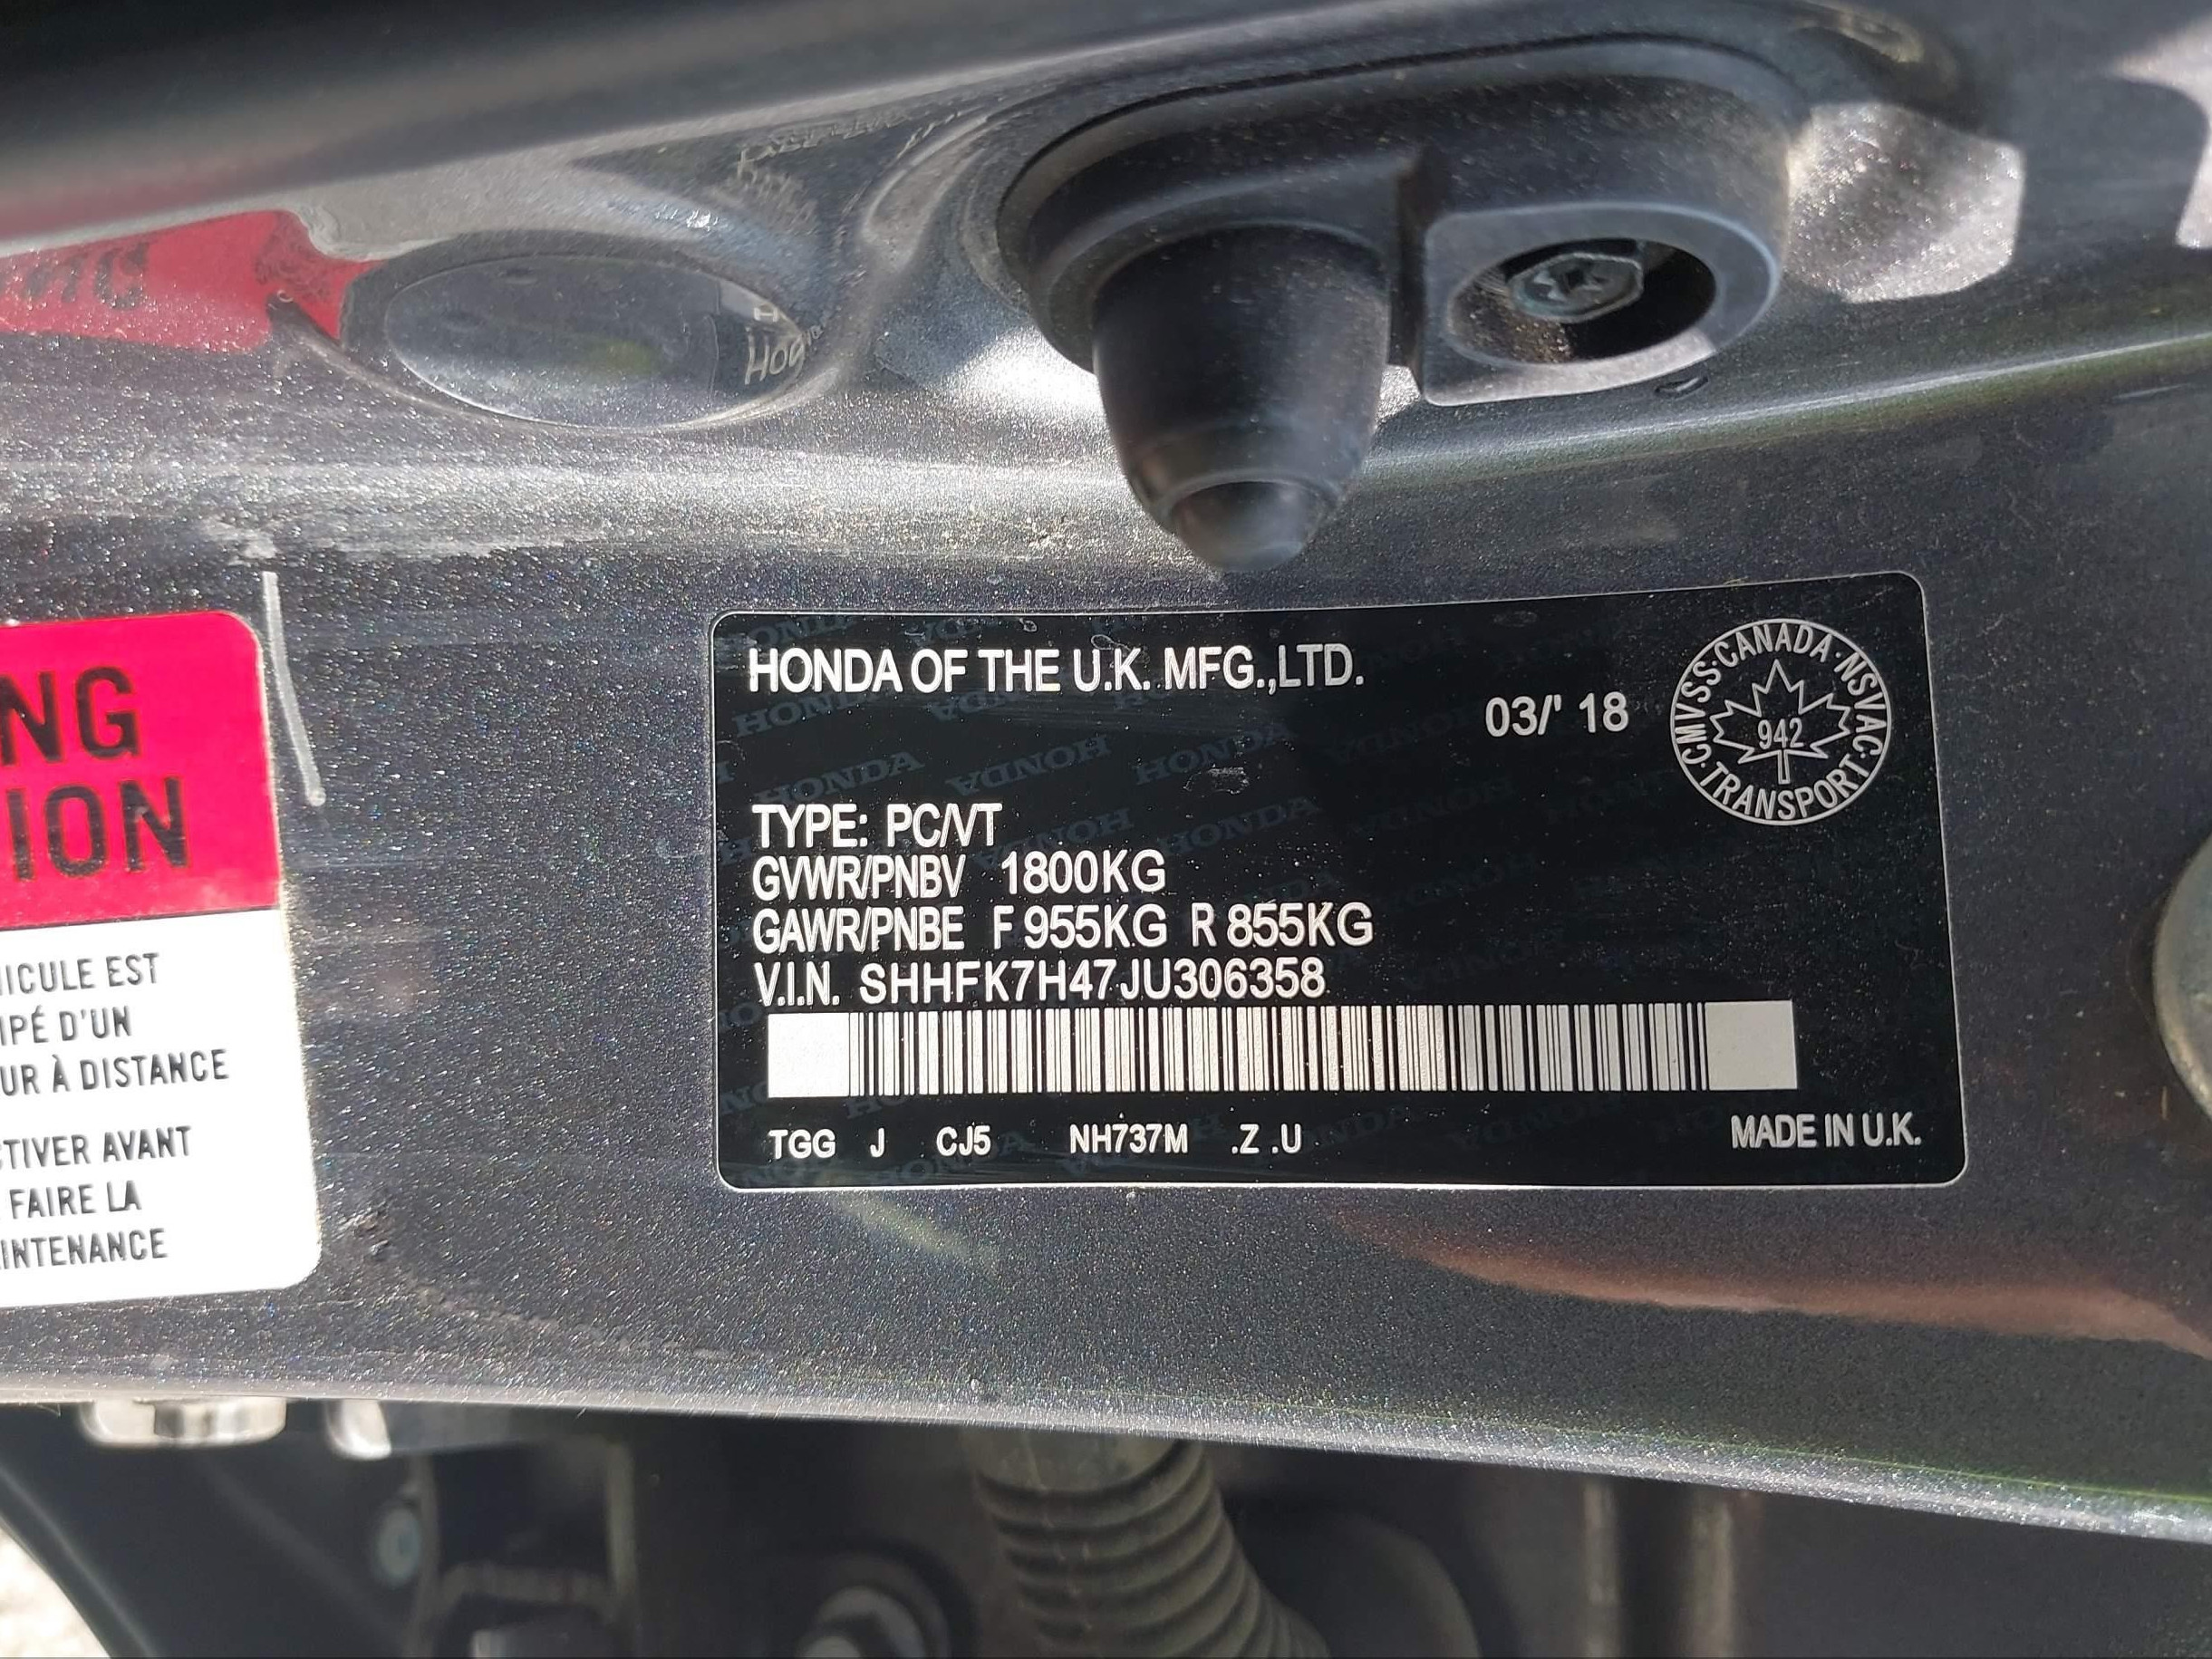 NG
ION
HICULE EST
IPÉ D'UN
UR À DISTANCE
CTIVER AVANT
FAIRE LA
INTENANCE
HONDA OF THE U.K. MFG.,LTD.
03/' 18
CMVSS·CANADA·NSVAC·TRANSPORT
942
TYPE: PC/VT
GVWR/PNBV 1800KG
GAWR/PNBE F 955KG R 855KG
V.I.N. SHHFK7H47JU306358
TGG J CJ5 NH737M .Z .U
MADE IN U.K.